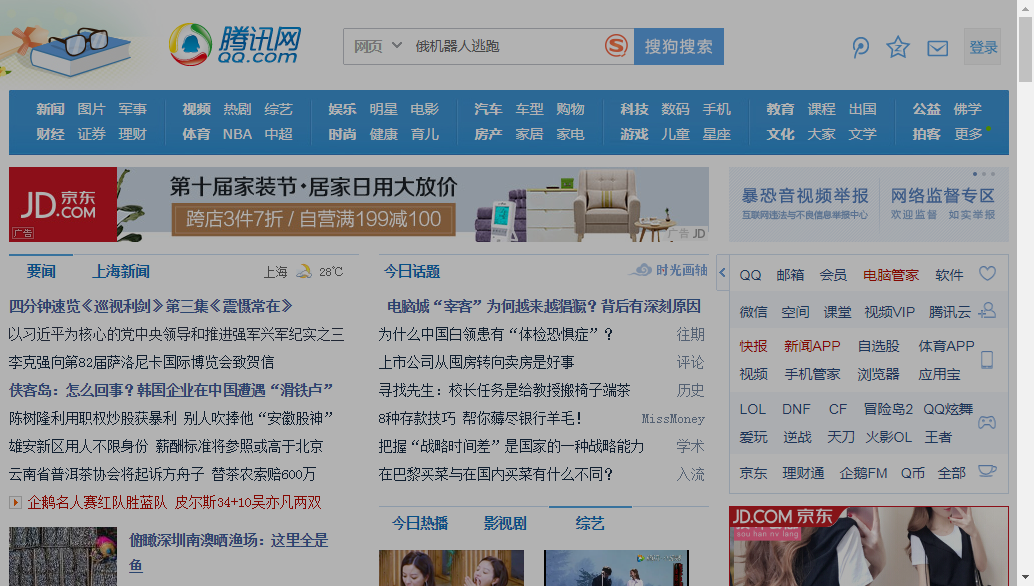 腾讯网
QQ.com
网页 俄机器人逃跑 搜狗搜索
登录
新闻 图片 军事 视频 热剧 综艺 娱乐 明星 电影 汽车 车型 购物 科技 数码 手机 教育 课程 出国 公益 佛学
财经 证券 理财 体育 NBA 中超 时尚 健康 育儿 房产 家居 家电 游戏 儿童 星座 文化 大家 文学 拍客 更多
JD 京东
.COM
广告
第十届家装节·居家日用大放价
跨店3件7折 / 自营满199减100
广告 JD
暴恐音视频举报
互联网违法与不良信息举报中心
网络监督专区
欢迎监督 如实举报
要闻 上海新闻 上海 28℃
四分钟速览《巡视利剑》第三集《震慑常在》
以习近平为核心的党中央领导和推进强军兴军纪实之三
李克强向第82届萨洛尼卡国际博览会致贺信
侠客岛：怎么回事？韩国企业在中国遭遇“滑铁卢”
陈树隆利用职权炒股获暴利 别人吹捧他“安徽股神”
雄安新区用人不限身份 薪酬标准将参照或高于北京
云南省普洱茶协会将起诉方舟子 替茶农索赔600万
企鹅名人赛红队胜蓝队 皮尔斯34+10吴亦凡两双
俯瞰深圳南澳晒渔场：这里全是
鱼
今日话题 时光画轴
电脑城“宰客”为何越来越猖獗？背后有深刻原因
为什么中国白领患有“体检恐惧症”？ 往期
上市公司从囤房转向卖房是好事 评论
寻找先生：校长任务是给教授搬椅子端茶 历史
8种存款技巧 帮你薅尽银行羊毛！ MissMoney
把握“战略时间差”是国家的一种战略能力 学术
在巴黎买菜与在国内买菜有什么不同？ 入流
今日热播 影视剧 综艺
QQ 邮箱 会员 电脑管家 软件
微信 空间 课堂 视频VIP 腾讯云
快报 新闻APP 自选股 体育APP
视频 手机管家 浏览器 应用宝
LOL DNF CF 冒险岛2 QQ炫舞
爱玩 逆战 天刀 火影OL 王者
京东 理财通 企鹅FM Q币 全部
JD.COM 京东
sou han nv lang